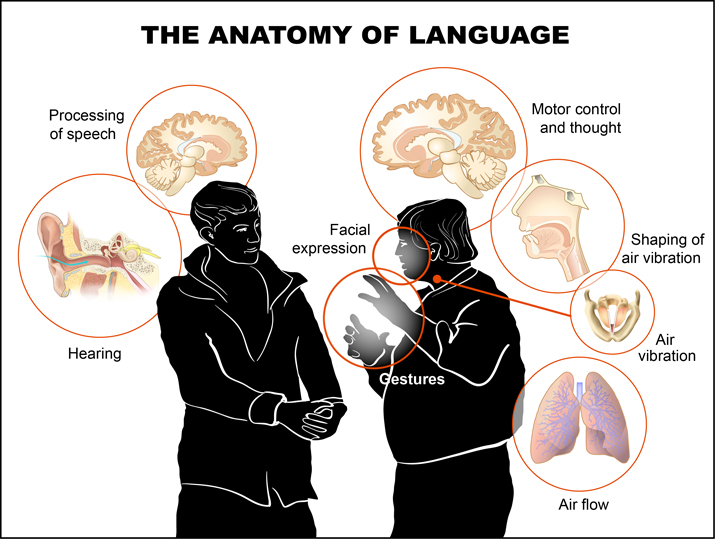 THE ANATOMY OF LANGUAGE
Processing
of speech
Motor control
and thought
Facial
expression
Shaping of
air vibration
Hearing
Air
vibration
Gestures
Air flow